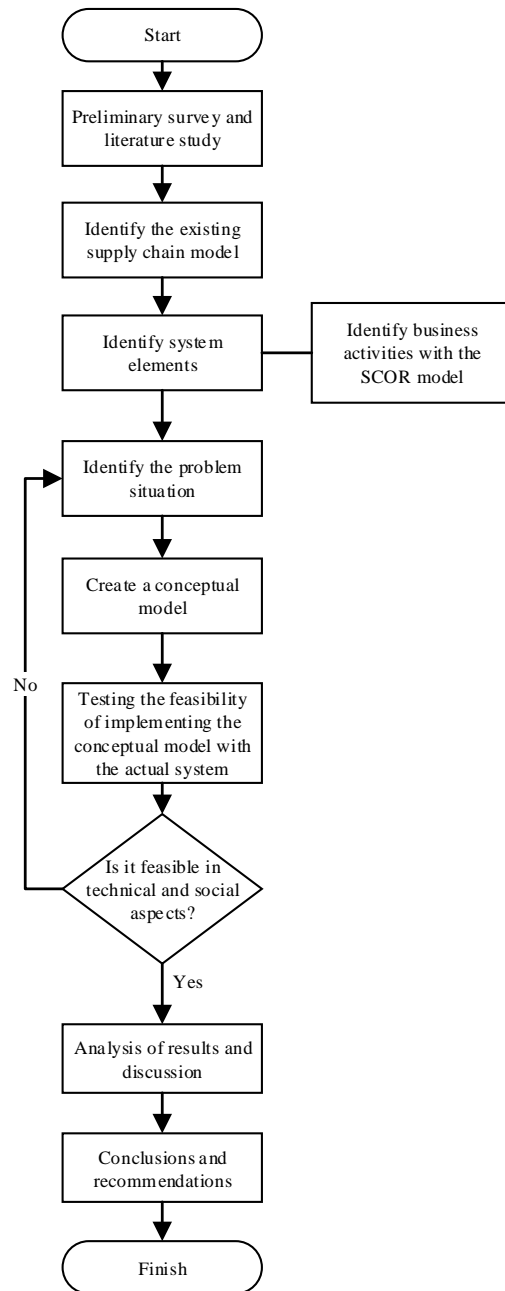 Start
Preliminary survey and
literature study
Identify the existing
supply chain model
Identify system
elements
Identify business
activities with the
SCOR model
Identify the problem
situation
Create a conceptual
model
No
Testing the feasibility
of implementing the
conceptual model with
the actual system
Is it feasible in
technical and social
aspects?
Yes
Analysis of results and
discussion
Conclusions and
recommendations
Finish